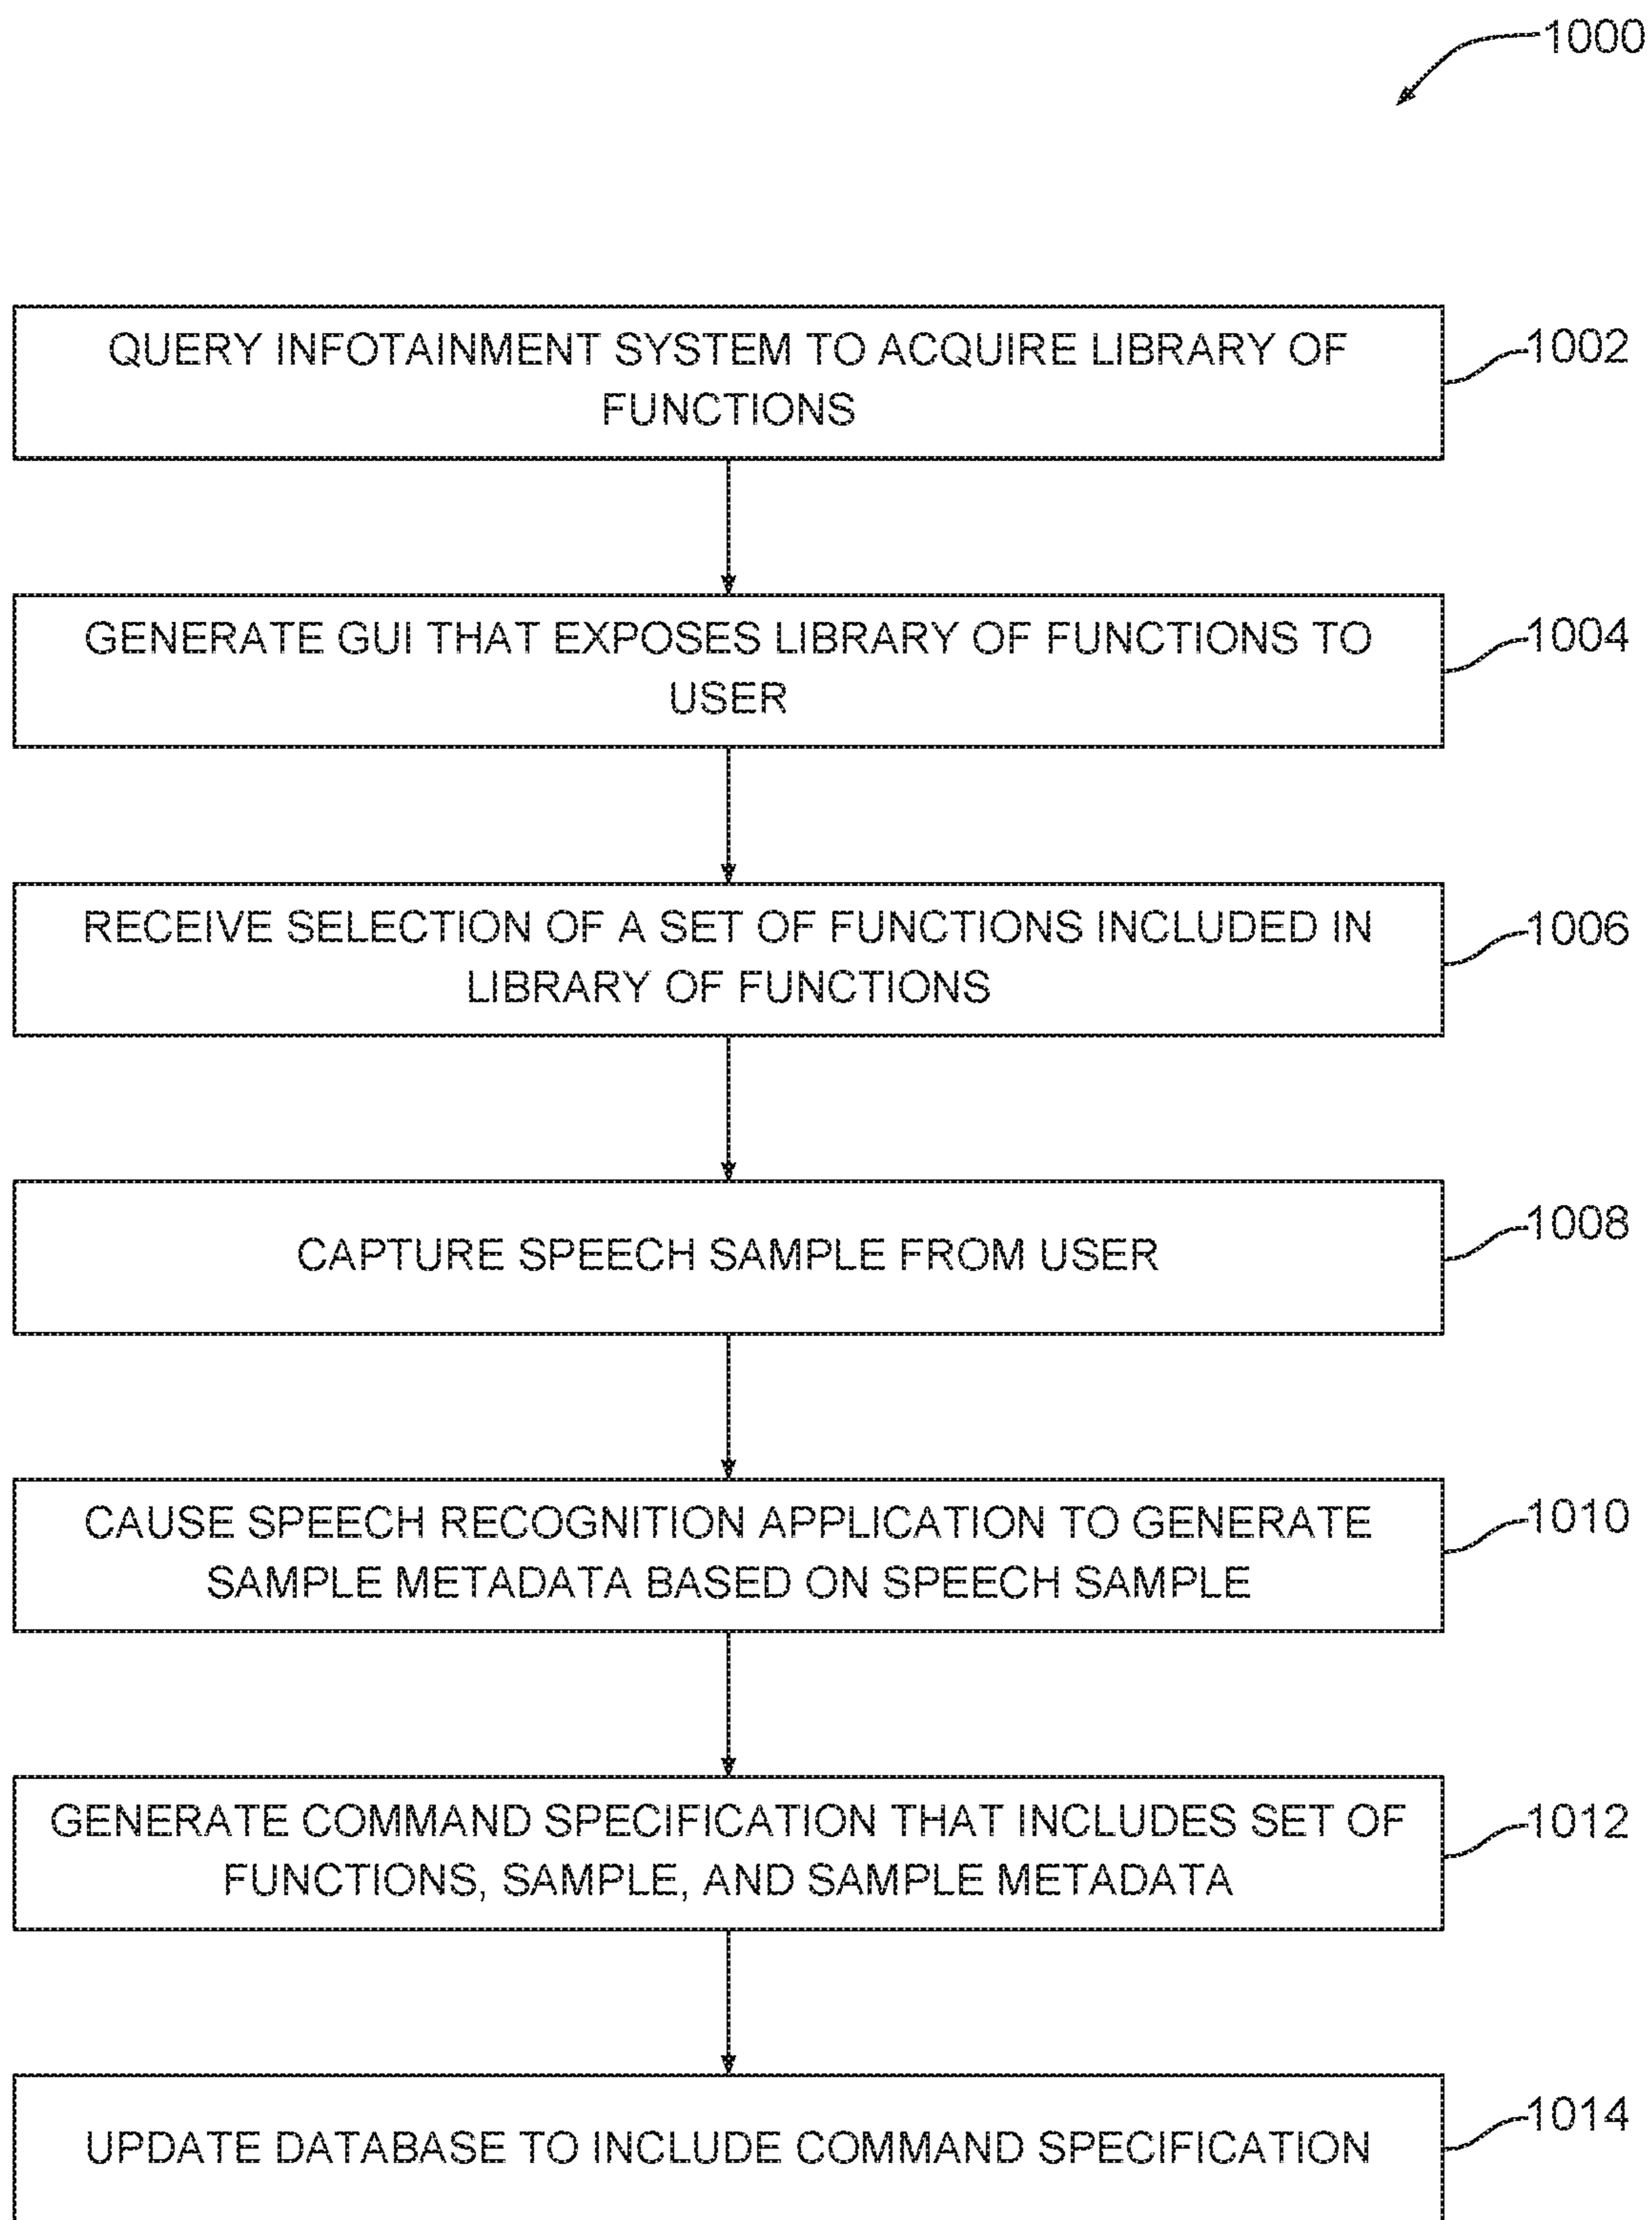 1000
QUERY INFOTAINMENT SYSTEM TO ACQUIRE LIBRARY OF
FUNCTIONS
1002
GENERATE GUI THAT EXPOSES LIBRARY OF FUNCTIONS TO
USER
1004
RECEIVE SELECTION OF A SET OF FUNCTIONS INCLUDED IN
LIBRARY OF FUNCTIONS
1006
CAPTURE SPEECH SAMPLE FROM USER
1008
CAUSE SPEECH RECOGNITION APPLICATION TO GENERATE
SAMPLE METADATA BASED ON SPEECH SAMPLE
1010
GENERATE COMMAND SPECIFICATION THAT INCLUDES SET OF
FUNCTIONS, SAMPLE, AND SAMPLE METADATA
1012
UPDATE DATABASE TO INCLUDE COMMAND SPECIFICATION
1014